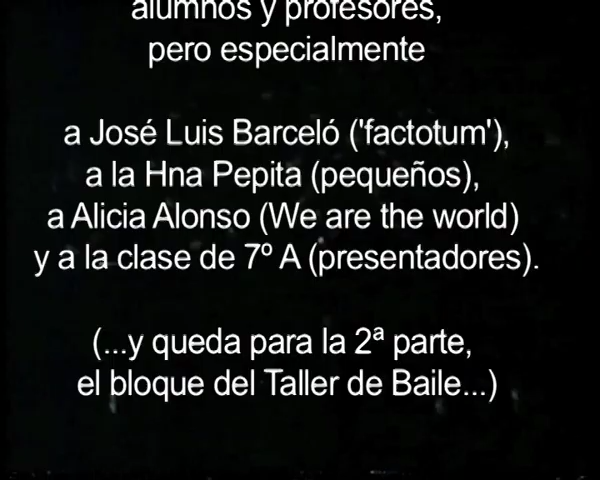 alumnos y profesores,
pero especialmente
a José Luis Barceló ('factotum'),
a la Hna Pepita (pequeños),
a Alicia Alonso (We are the world)
y a la clase de 7º A (presentadores).
(...y queda para la 2ª parte,
el bloque del Taller de Baile...)